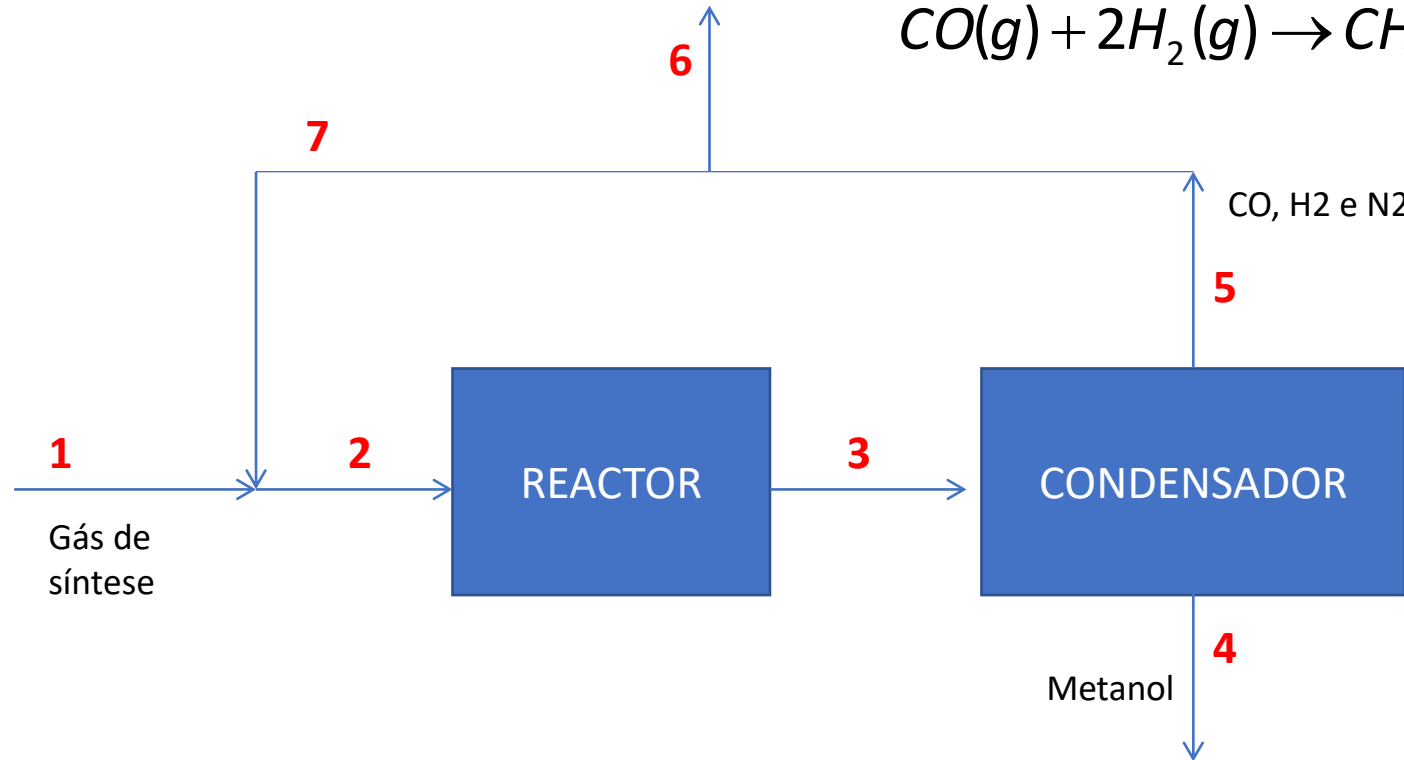 CO(g) + 2H₂(g) → CH
6
7
CO, H2 e N2
5
1
2
REACTOR
3
CONDENSADOR
Gás de
síntese
4
Metanol